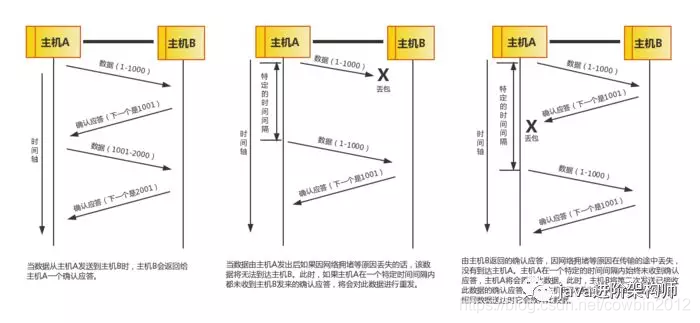 主机A
主机B
数据（1-1000）
确认应答（下一个是1001）
数据（1001-2000）
确认应答（下一个是2001）
时间轴
当数据从主机A发送到主机B时，主机B会返回给
主机A一个确认应答。
主机A
主机B
数据（1-1000）
X
丢包
特定的时间间隔
数据（1-1000）
确认应答（下一个是1001）
时间轴
当数据由主机A发出后如果因网络拥堵等原因丢失的话，该数
据将无法到达主机B。此时，如果主机A在一个特定时间间隔内
都未收到主机B发来的确认应答，将会对此数据进行重发。
主机A
主机B
数据（1-1000）
确认应答（下一个是1001）
X
丢包
特定的时间间隔
数据（1-1000）
确认应答（下一个是1001）
时间轴
由主机B返回的确认应答，因网络拥堵等原因在传输的途中丢失，
没有到达主机A。主机A在一个特定的时间间隔内始终未收到确认
应答，主机A将会
数据。此时，主机B将第二次发送已接收
此数据的确认应答。
java进阶架构师
https://blog.csdn.net/cowbin2012